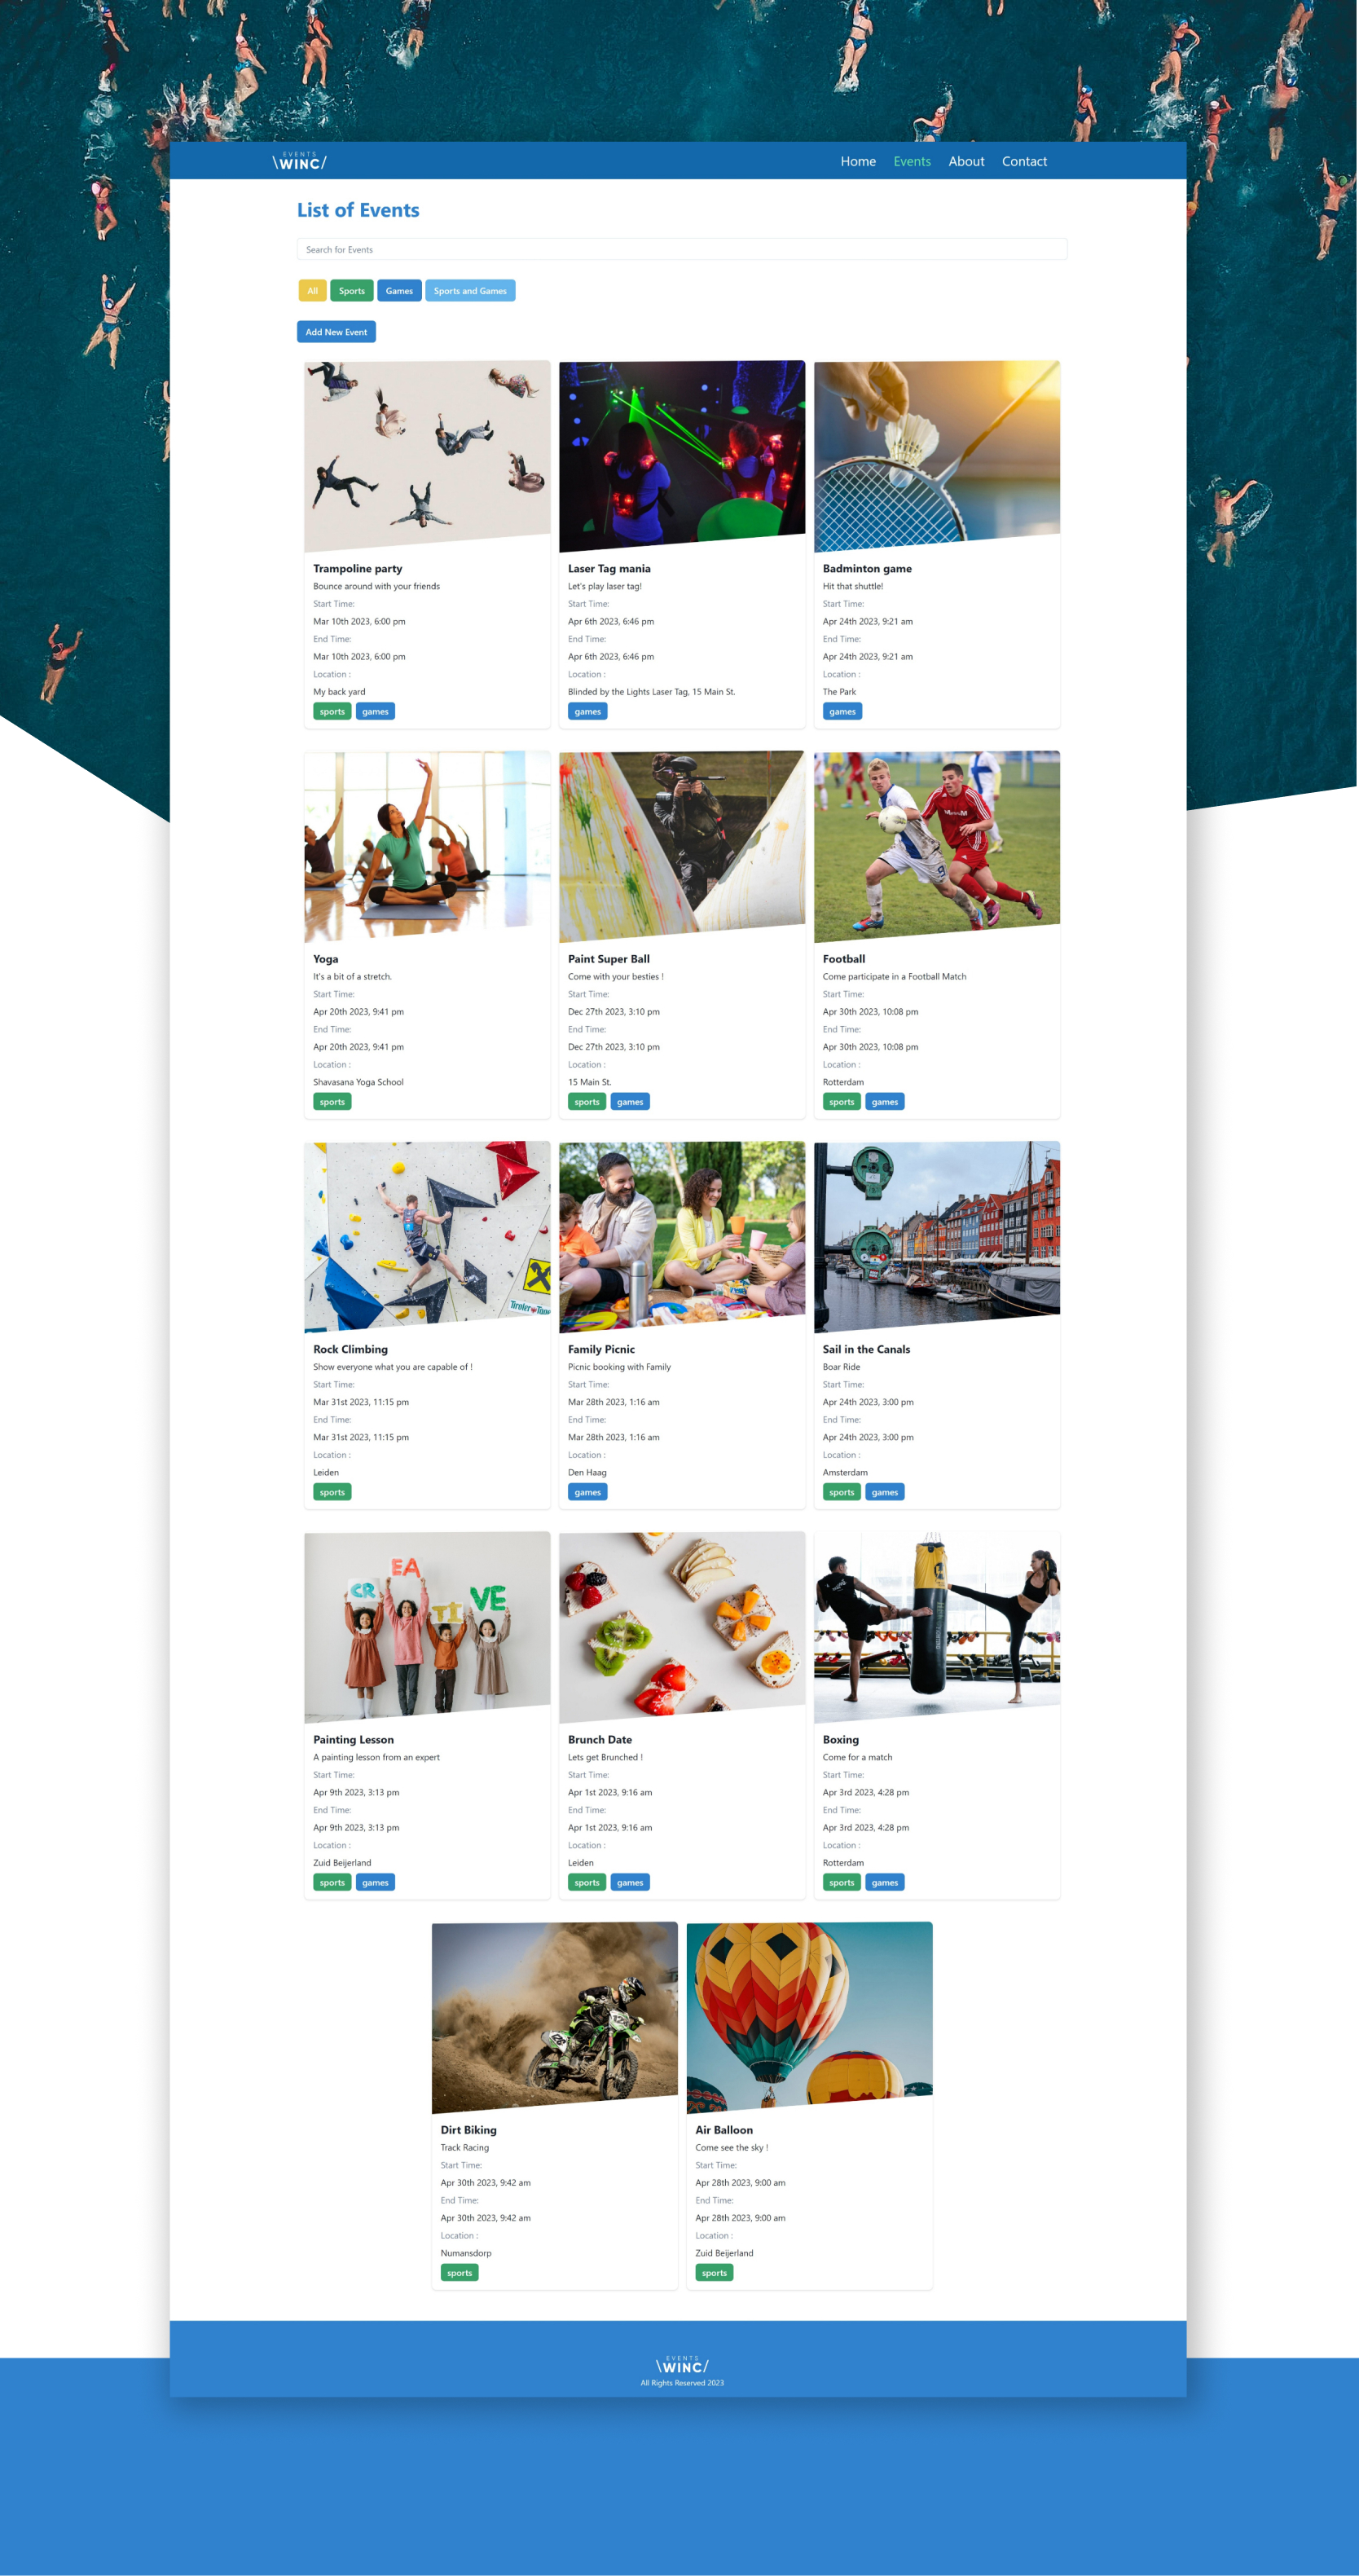 EVENTS
\WINC/
Home Events About Contact
List of Events
Search for Events
All Sports Games Sports and Games
Add New Event
Trampoline party
Bounce around with your friends
Start Time:
Mar 10th 2023, 6:00 pm
End Time:
Mar 10th 2023, 6:00 pm
Location :
My back yard
sports games
Laser Tag mania
Let's play laser tag!
Start Time:
Apr 6th 2023, 6:46 pm
End Time:
Apr 6th 2023, 6:46 pm
Location :
Blinded by the Lights Laser Tag, 15 Main St.
games
Badminton game
Hit that shuttle!
Start Time:
Apr 24th 2023, 9:21 am
End Time:
Apr 24th 2023, 9:21 am
Location :
The Park
games
Yoga
It's a bit of a stretch.
Start Time:
Apr 20th 2023, 9:41 pm
End Time:
Apr 20th 2023, 9:41 pm
Location :
Shavasana Yoga School
sports
Paint Super Ball
Come with your besties !
Start Time:
Dec 27th 2023, 3:10 pm
End Time:
Dec 27th 2023, 3:10 pm
Location :
15 Main St.
sports games
9
Football
Come participate in a Football Match
Start Time:
Apr 30th 2023, 10:08 pm
End Time:
Apr 30th 2023, 10:08 pm
Location :
Rotterdam
sports games
Rock Climbing
Show everyone what you are capable of !
Start Time:
Mar 31st 2023, 11:15 pm
End Time:
Mar 31st 2023, 11:15 pm
Location :
Leiden
sports
Family Picnic
Picnic booking with Family
Start Time:
Mar 28th 2023, 1:16 am
End Time:
Mar 28th 2023, 1:16 am
Location :
Den Haag
games
Sail in the Canals
Boar Ride
Start Time:
Apr 24th 2023, 3:00 pm
End Time:
Apr 24th 2023, 3:00 pm
Location :
Amsterdam
sports games
CR EA TI VE
Painting Lesson
A painting lesson from an expert
Start Time:
Apr 9th 2023, 3:13 pm
End Time:
Apr 9th 2023, 3:13 pm
Location :
Zuid Beijerland
sports games
Brunch Date
Lets get Brunched !
Start Time:
Apr 1st 2023, 9:16 am
End Time:
Apr 1st 2023, 9:16 am
Location :
Leiden
sports games
Boxing
Come for a match
Start Time:
Apr 3rd 2023, 4:28 pm
End Time:
Apr 3rd 2023, 4:28 pm
Location :
Rotterdam
sports games
Dirt Biking
Track Racing
Start Time:
Apr 30th 2023, 9:42 am
End Time:
Apr 30th 2023, 9:42 am
Location :
Numansdorp
sports
Air Balloon
Come see the sky !
Start Time:
Apr 28th 2023, 9:00 am
End Time:
Apr 28th 2023, 9:00 am
Location :
Zuid Beijerland
sports
EVENTS
\WINC/
All Rights Reserved 2023